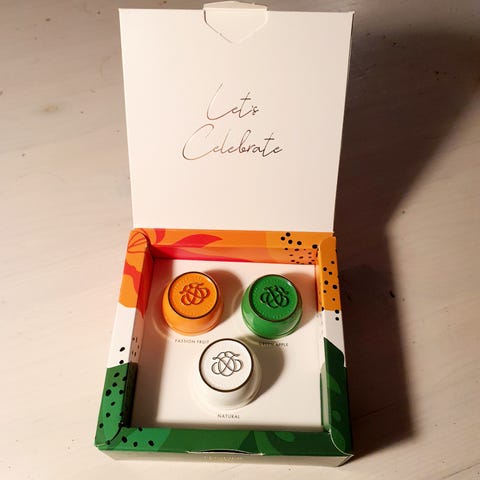 Let's
Celebrate
PASSION FRUIT
GREEN APPLE
NATURAL